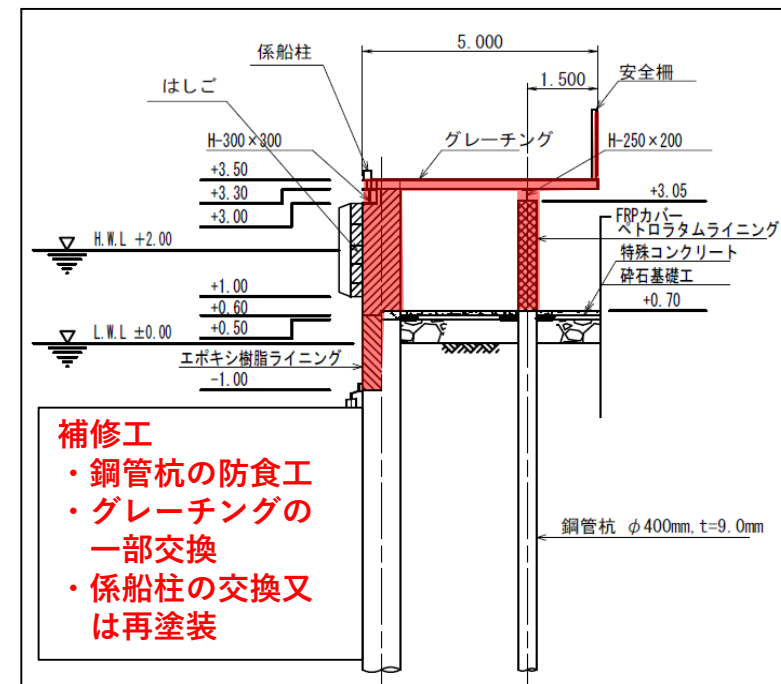 5.000
係船柱
1.500
安全柵
はしご
H-300×300
グレーチング
H-250×200
+3.50
+3.30
+3.00
+3.05
FRPカバー
ペトロラタムライニング
H.W.L +2.00
特殊コンクリート
砕石基礎工
+1.00
+0.60
+0.70
+0.50
L.W.L ±0.00
エポキシ樹脂ライニング
-1.00
補修工
・鋼管杭の防食工
・グレーチングの
一部交換
・係船柱の交換又
は再塗装
鋼管杭 φ400mm,t=9.0mm